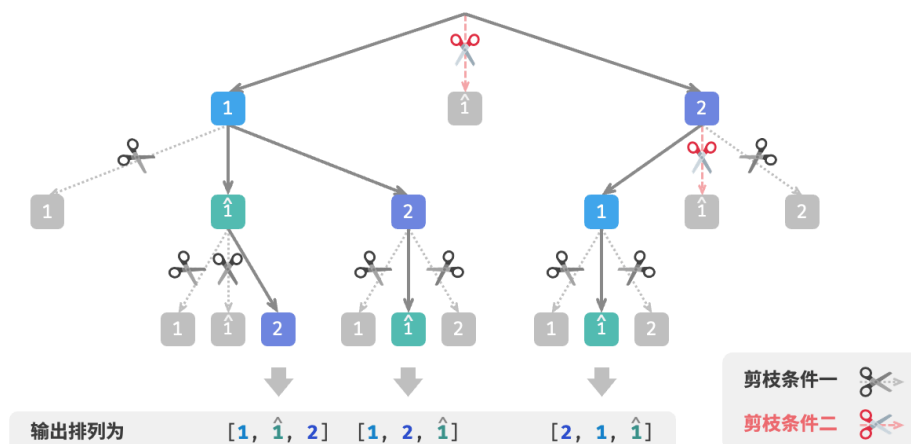 1 1̂ 2
1 1̂ 2 1 1̂ 2
1 1̂ 2 1 1̂ 2 1 1̂ 2
剪枝条件一
剪枝条件二
输出排列为 [1, 1̂, 2] [1, 2, 1̂] [2, 1, 1̂]